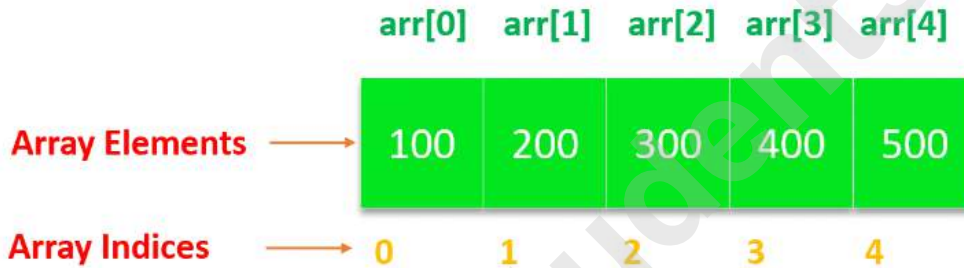 arr[0] arr[1] arr[2] arr[3] arr[4]
Array Elements 100 200 300 400 500
Array Indices 0 1 2 3 4